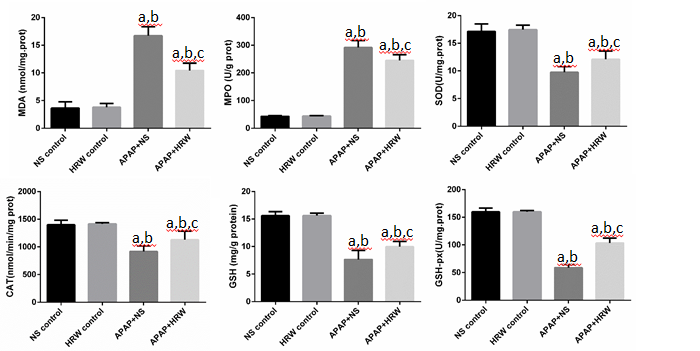 MDA (nmol/mg.prot)
20
15
10
5
0
a,b
a,b,c
NS control
HRW control
APAP+NS
APAP+HRW
MPO (U/g prot)
400
300
200
100
0
a,b
a,b,c
NS control
HRW control
APAP+NS
APAP+HRW
SOD(U/mg.prot)
20
15
10
5
0
a,b
a,b,c
NS control
HRW control
APAP+NS
APAP+HRW
CAT(nmol/min/mg.prot)
2000
1500
1000
500
0
a,b
a,b,c
NS control
HRW control
APAP+NS
APAP+HRW
GSH (mg/g protein)
20
15
10
5
0
a,b
a,b,c
NS control
HRW control
APAP+NS
APAP+HRW
GSH-px(U/mg.prot)
200
150
100
50
0
a,b
a,b,c
NS control
HRW control
APAP+NS
APAP+HRW